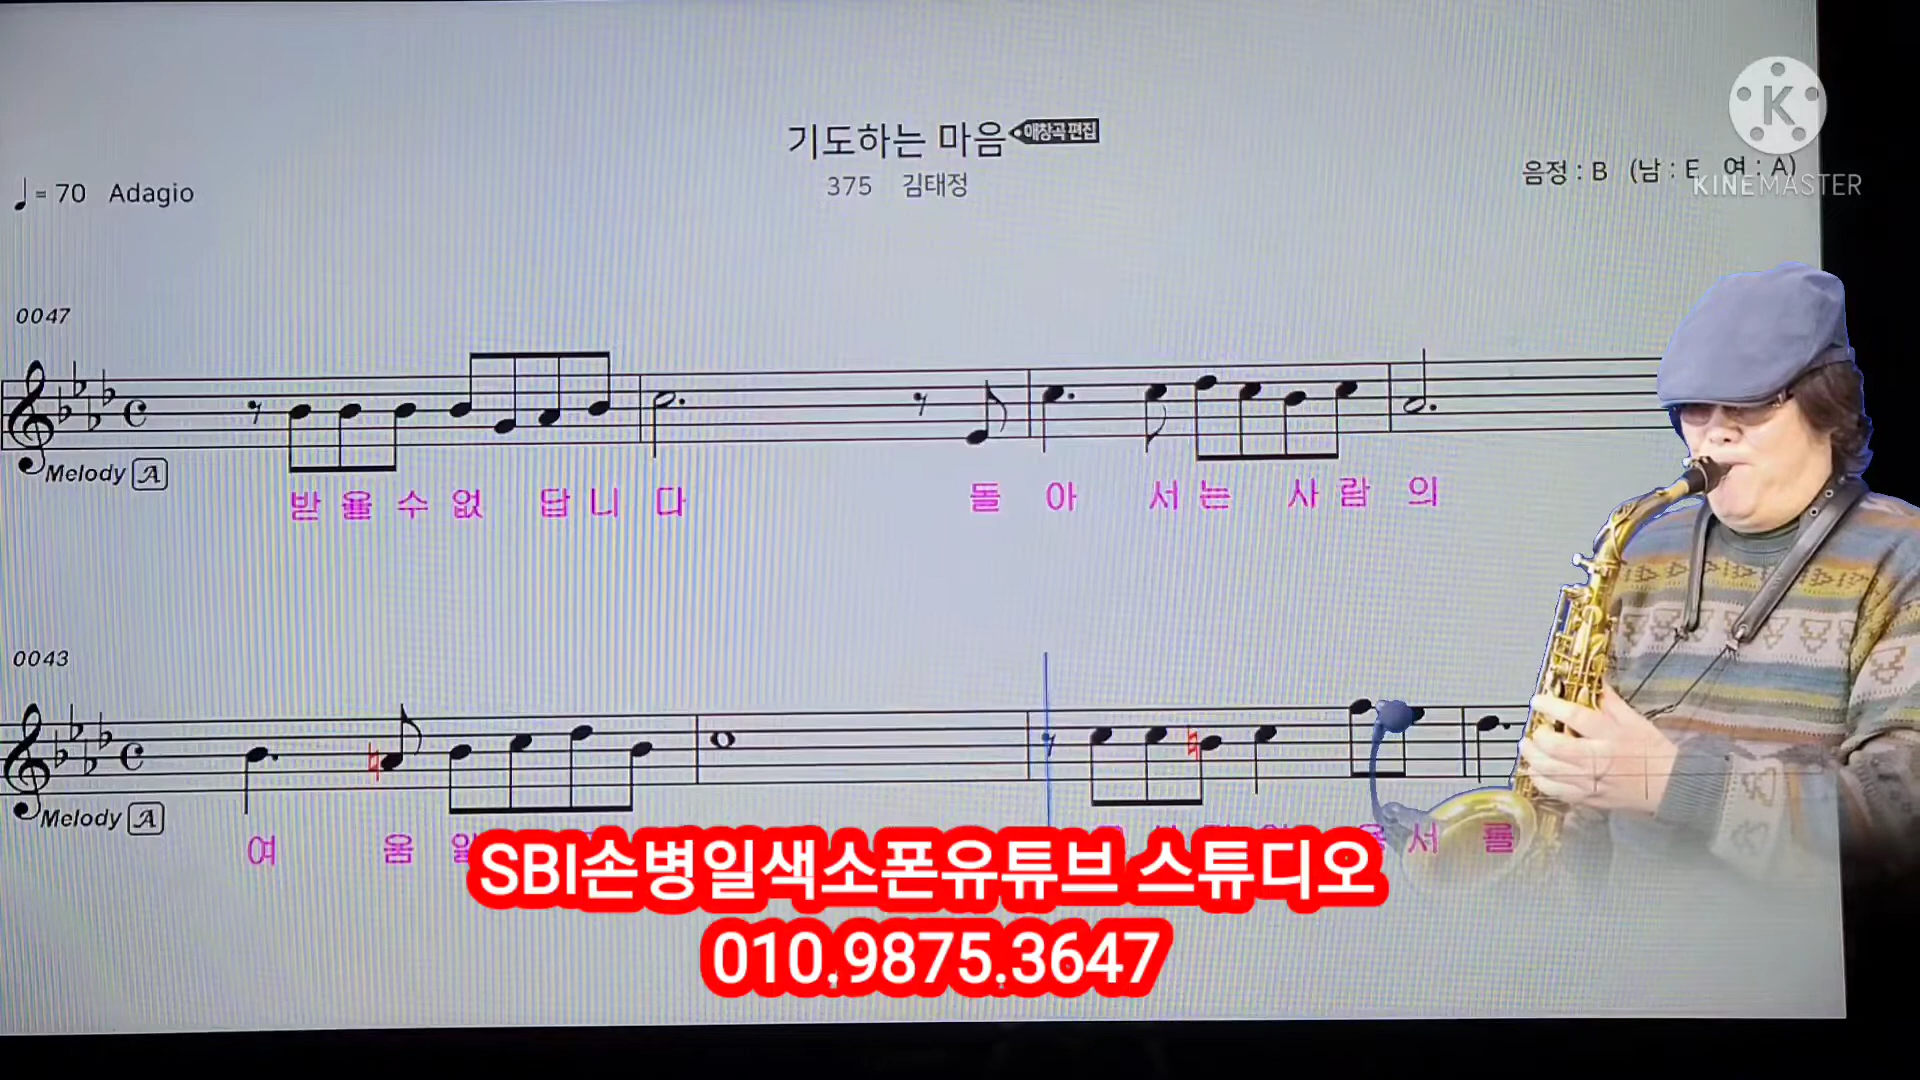 기도하는 마음 애창곡 편집
♩= 70 Adagio
375 김태정
음정 : B (남 : E 여 : A)
KINEMASTER
0047
Melody A
받 을 수 없 답 니 다 돌 아 서 는 사 람 의
0043
Melody A
여 움 일 서 를
SBI손병일색소폰유튜브 스튜디오
010.9875.3647